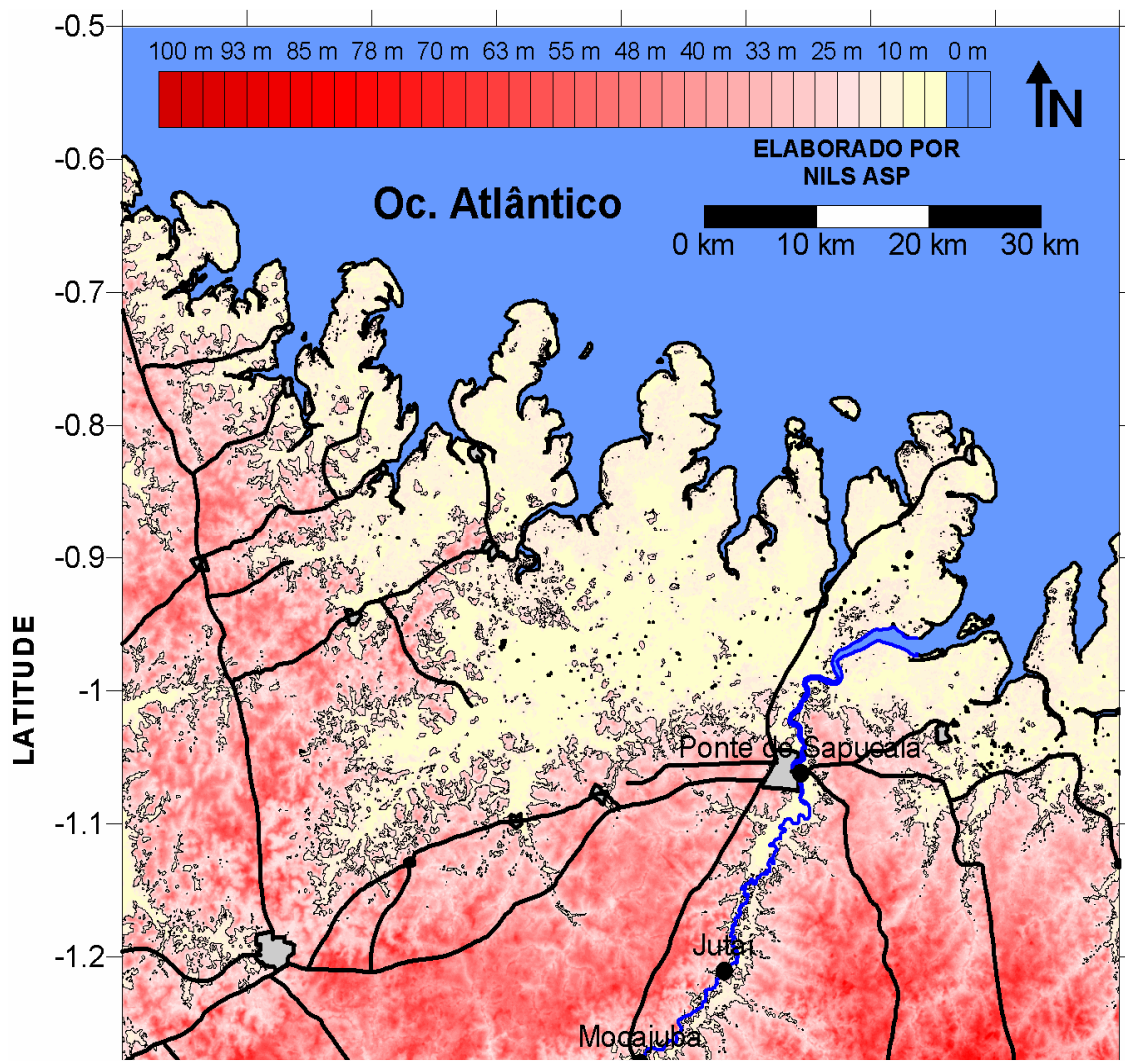 100 m 93 m 85 m 78 m 70 m 63 m 55 m 48 m 40 m 33 m 25 m 10 m 0 m
N
ELABORADO POR
NILS ASP
Oc. Atlântico
0 km 10 km 20 km 30 km
-0.5
-0.6
-0.7
-0.8
-0.9
-1
-1.1
-1.2
LATITUDE
Ponte do Sapucaia
Jutaí
Mocajuba